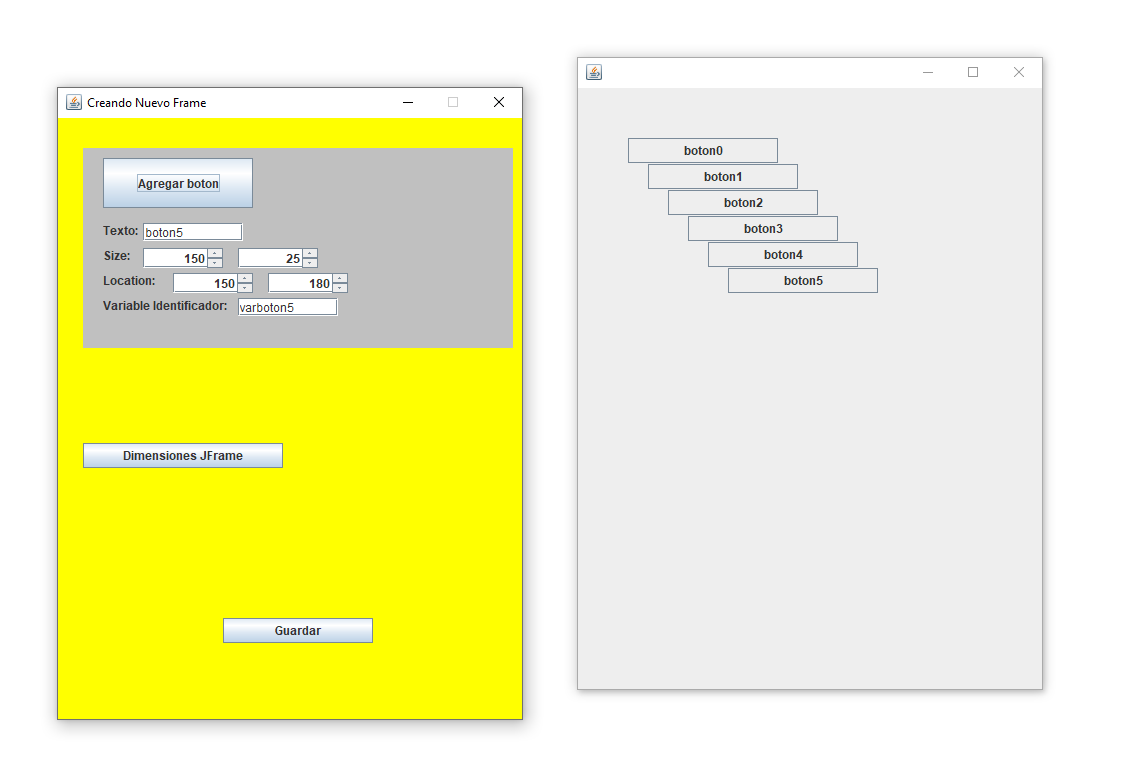 Creando Nuevo Frame
Agregar boton
Texto: boton5
Size: 150 25
Location: 150 180
Variable Identificador: varboton5
Dimensiones JFrame
Guardar
boton0
boton1
boton2
boton3
boton4
boton5